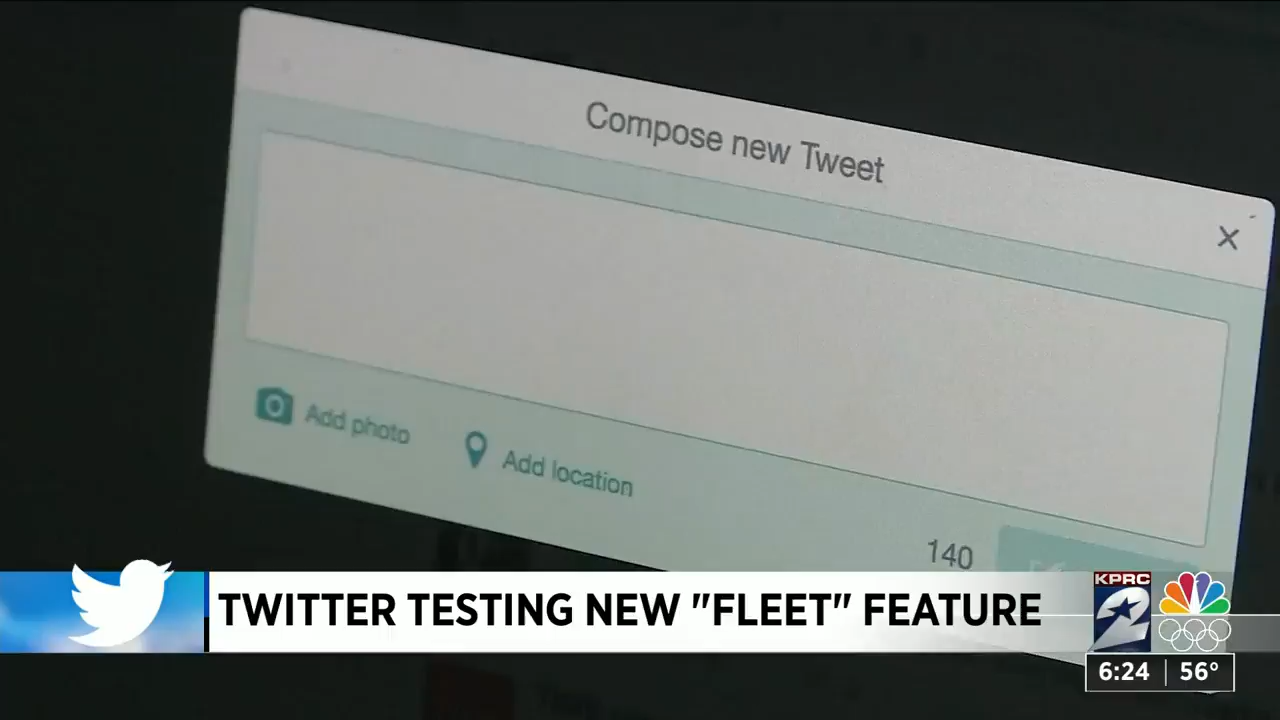 Compose new Tweet
Add photo
Add location
140
TWITTER TESTING NEW "FLEET" FEATURE
KPRC
2
6:24 56°